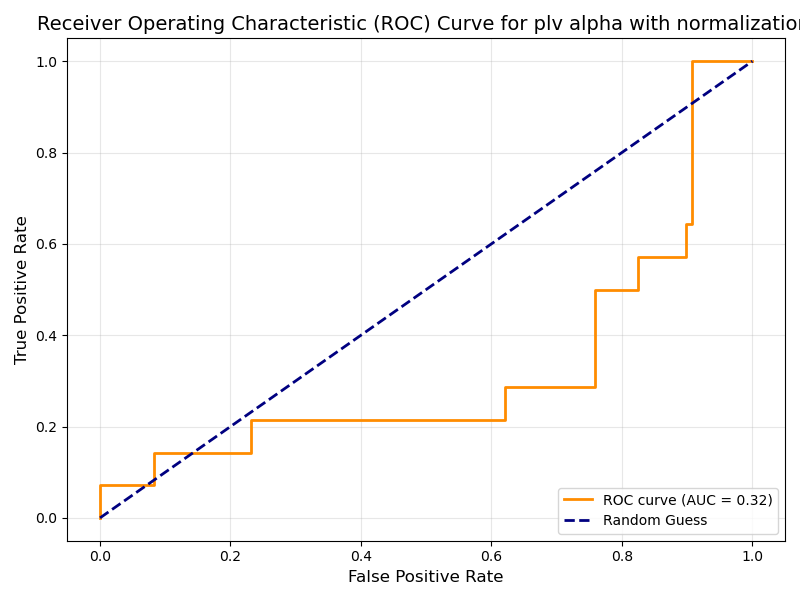 Receiver Operating Characteristic (ROC) Curve for plv alpha with normalization
1.0
0.8
0.6
0.4
0.2
0.0
True Positive Rate
0.0 0.2 0.4 0.6 0.8 1.0
False Positive Rate
ROC curve (AUC = 0.32)
Random Guess